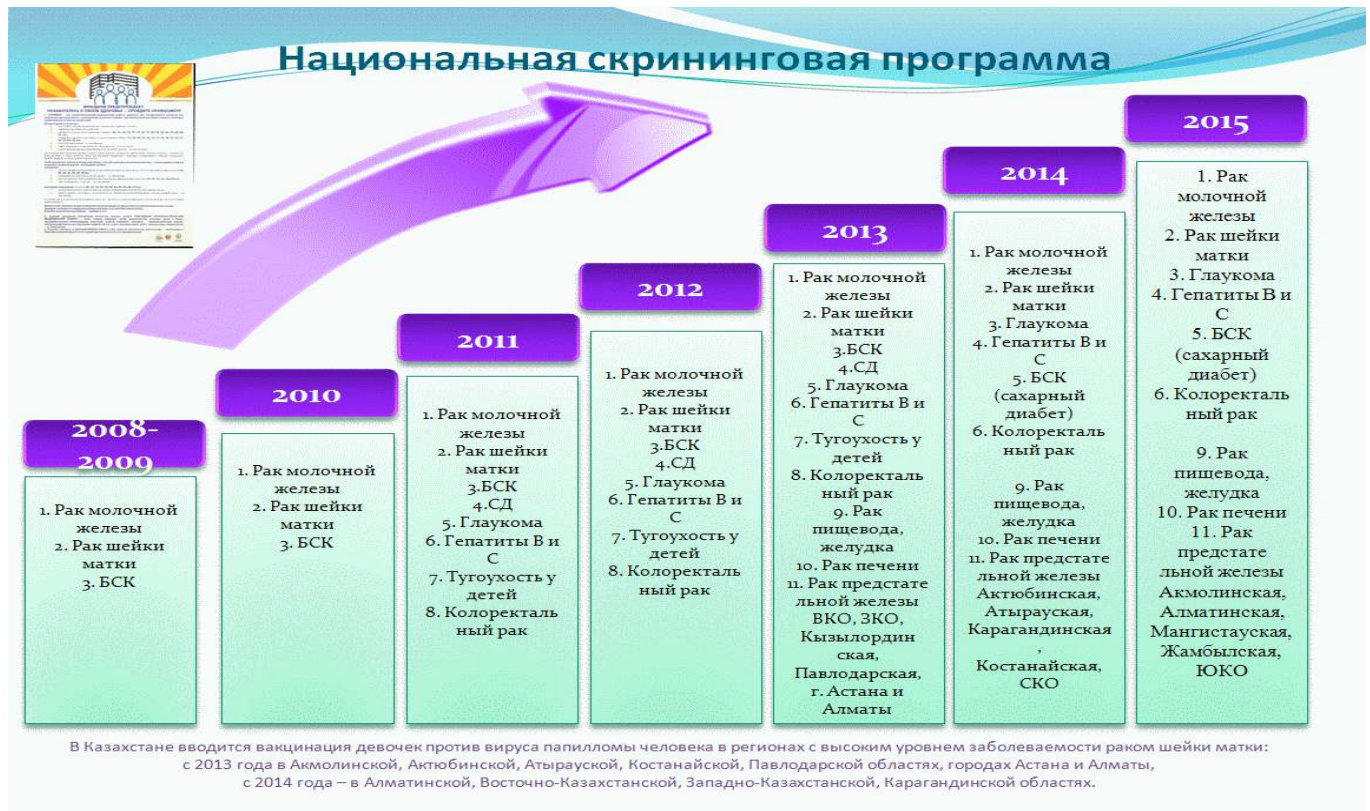 Национальная скрининговая программа
2008-
2009
1. Рак молочной
железы
2. Рак шейки
матки
3. БСК
2010
1. Рак молочной
железы
2. Рак шейки
матки
3. БСК
2011
1. Рак молочной
железы
2. Рак шейки
матки
3.БСК
4.СД
5. Глаукома
6. Гепатиты В и
С
7. Тугоухость у
детей
8. Колоректаль
ный рак
2012
1. Рак молочной
железы
2. Рак шейки
матки
3.БСК
4.СД
5. Глаукома
6. Гепатиты В и
С
7. Тугоухость у
детей
8. Колоректаль
ный рак
2013
1. Рак молочной
железы
2. Рак шейки
матки
3.БСК
4.СД
5. Глаукома
6. Гепатиты В и
С
7. Тугоухость у
детей
8. Колоректаль
ный рак
9. Рак
пищевода,
желудка
10. Рак печени
11. Рак предстате
льной железы
ВКО, ЗКО,
Кызылордин
ская,
Павлодарская,
г. Астана и
Алматы
2014
1. Рак молочной
железы
2. Рак шейки
матки
3. Глаукома
4. Гепатиты В и
С
5. БСК
(сахарный
диабет)
6. Колоректаль
ный рак
9. Рак
пищевода,
желудка
10. Рак печени
11. Рак предстате
льной железы
Актюбинская,
Атырауская,
Карагандинская
,
Костанайская,
СКО
2015
1. Рак
молочной
железы
2. Рак шейки
матки
3. Глаукома
4. Гепатиты В и
С
5. БСК
(сахарный
диабет)
6. Колоректаль
ный рак
9. Рак
пищевода,
желудка
10. Рак печени
11. Рак
предстате
льной железы
Акмолинская,
Алматинская,
Мангистауская,
Жамбылская,
ЮКО
В Казахстане вводится вакцинация девочек против вируса папилломы человека в регионах с высоким уровнем заболеваемости раком шейки матки:
с 2013 года в Акмолинской, Актюбинской, Атырауской, Костанайской, Павлодарской областях, городах Астана и Алматы,
с 2014 года – в Алматинской, Восточно-Казахстанской, Западно-Казахстанской, Карагандинской областях.